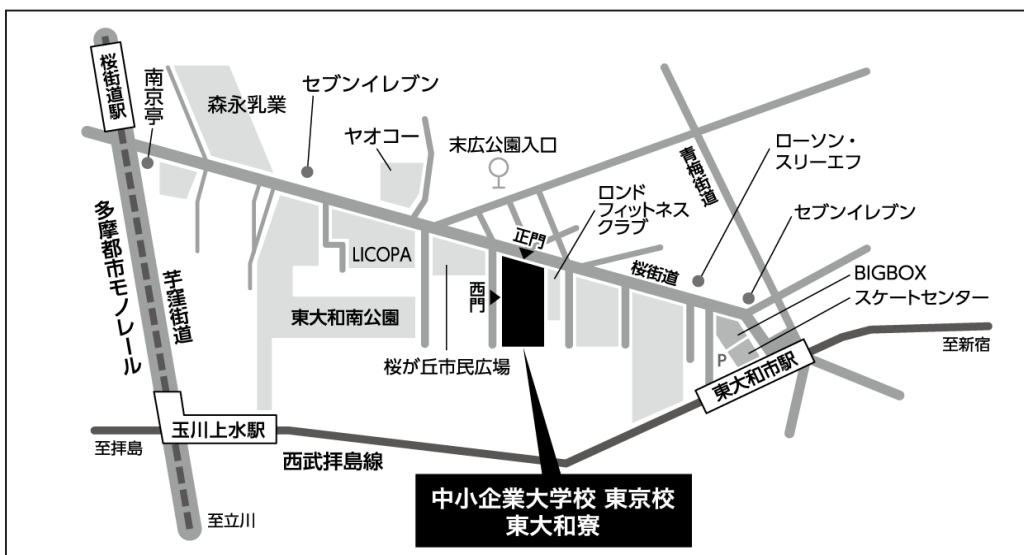 桜街道駅
南京亭
森永乳業
セブンイレブン
ヤオコー
末広公園入口
ロンド
フィットネス
クラブ
青梅街道
ローソン・
スリーエフ
セブンイレブン
正門
桜街道
BIGBOX
スケートセンター
多摩都市モノレール
芋窪街道
LICOPA
西門
東大和南公園
桜が丘市民広場
P
東大和市駅
至新宿
玉川上水駅
至拝島
西武拝島線
至立川
中小企業大学校 東京校
東大和寮